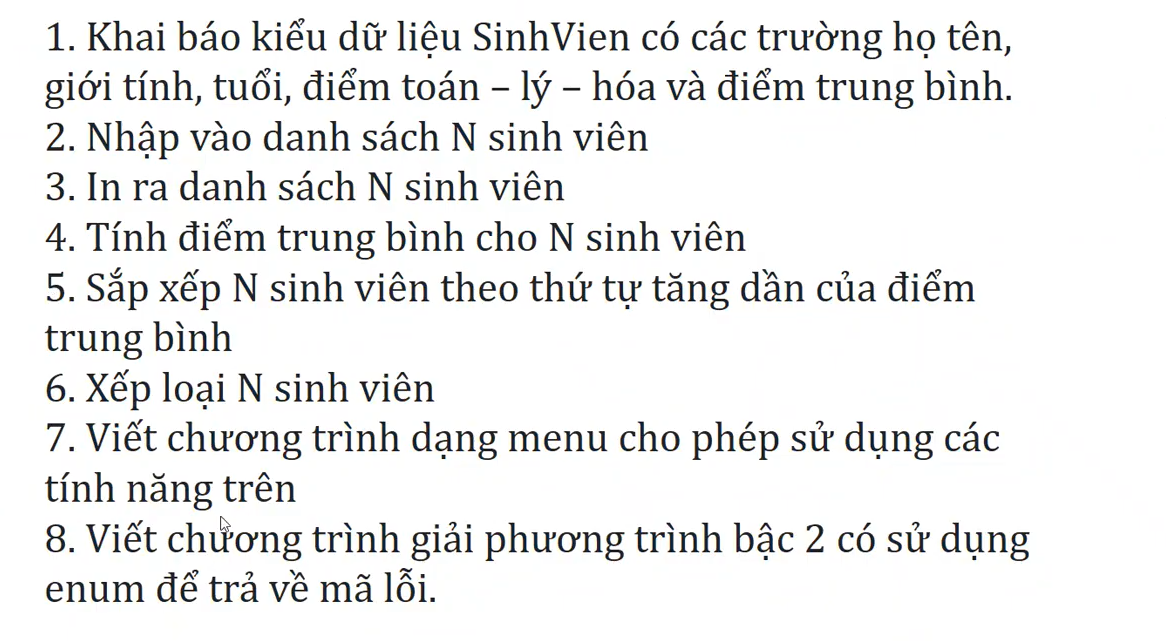 1. Khai báo kiểu dữ liệu SinhVien có các trường họ tên,
giới tính, tuổi, điểm toán – lý – hóa và điểm trung bình.
2. Nhập vào danh sách N sinh viên
3. In ra danh sách N sinh viên
4. Tính điểm trung bình cho N sinh viên
5. Sắp xếp N sinh viên theo thứ tự tăng dần của điểm
trung bình
6. Xếp loại N sinh viên
7. Viết chương trình dạng menu cho phép sử dụng các
tính năng trên
8. Viết chương trình giải phương trình bậc 2 có sử dụng
enum để trả về mã lỗi.